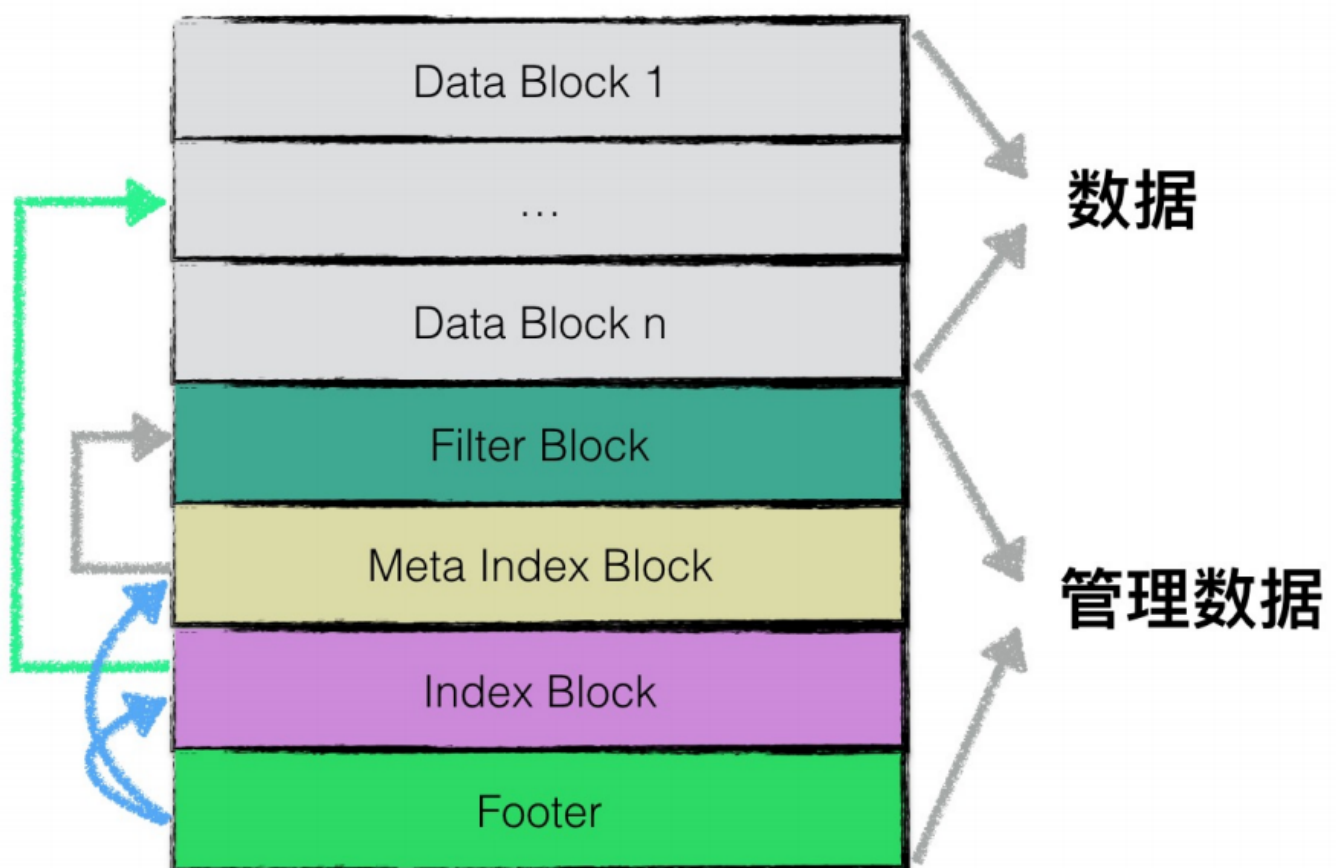 Data Block 1
...
数据
Data Block n
Filter Block
Meta Index Block
管理数据
Index Block
Footer